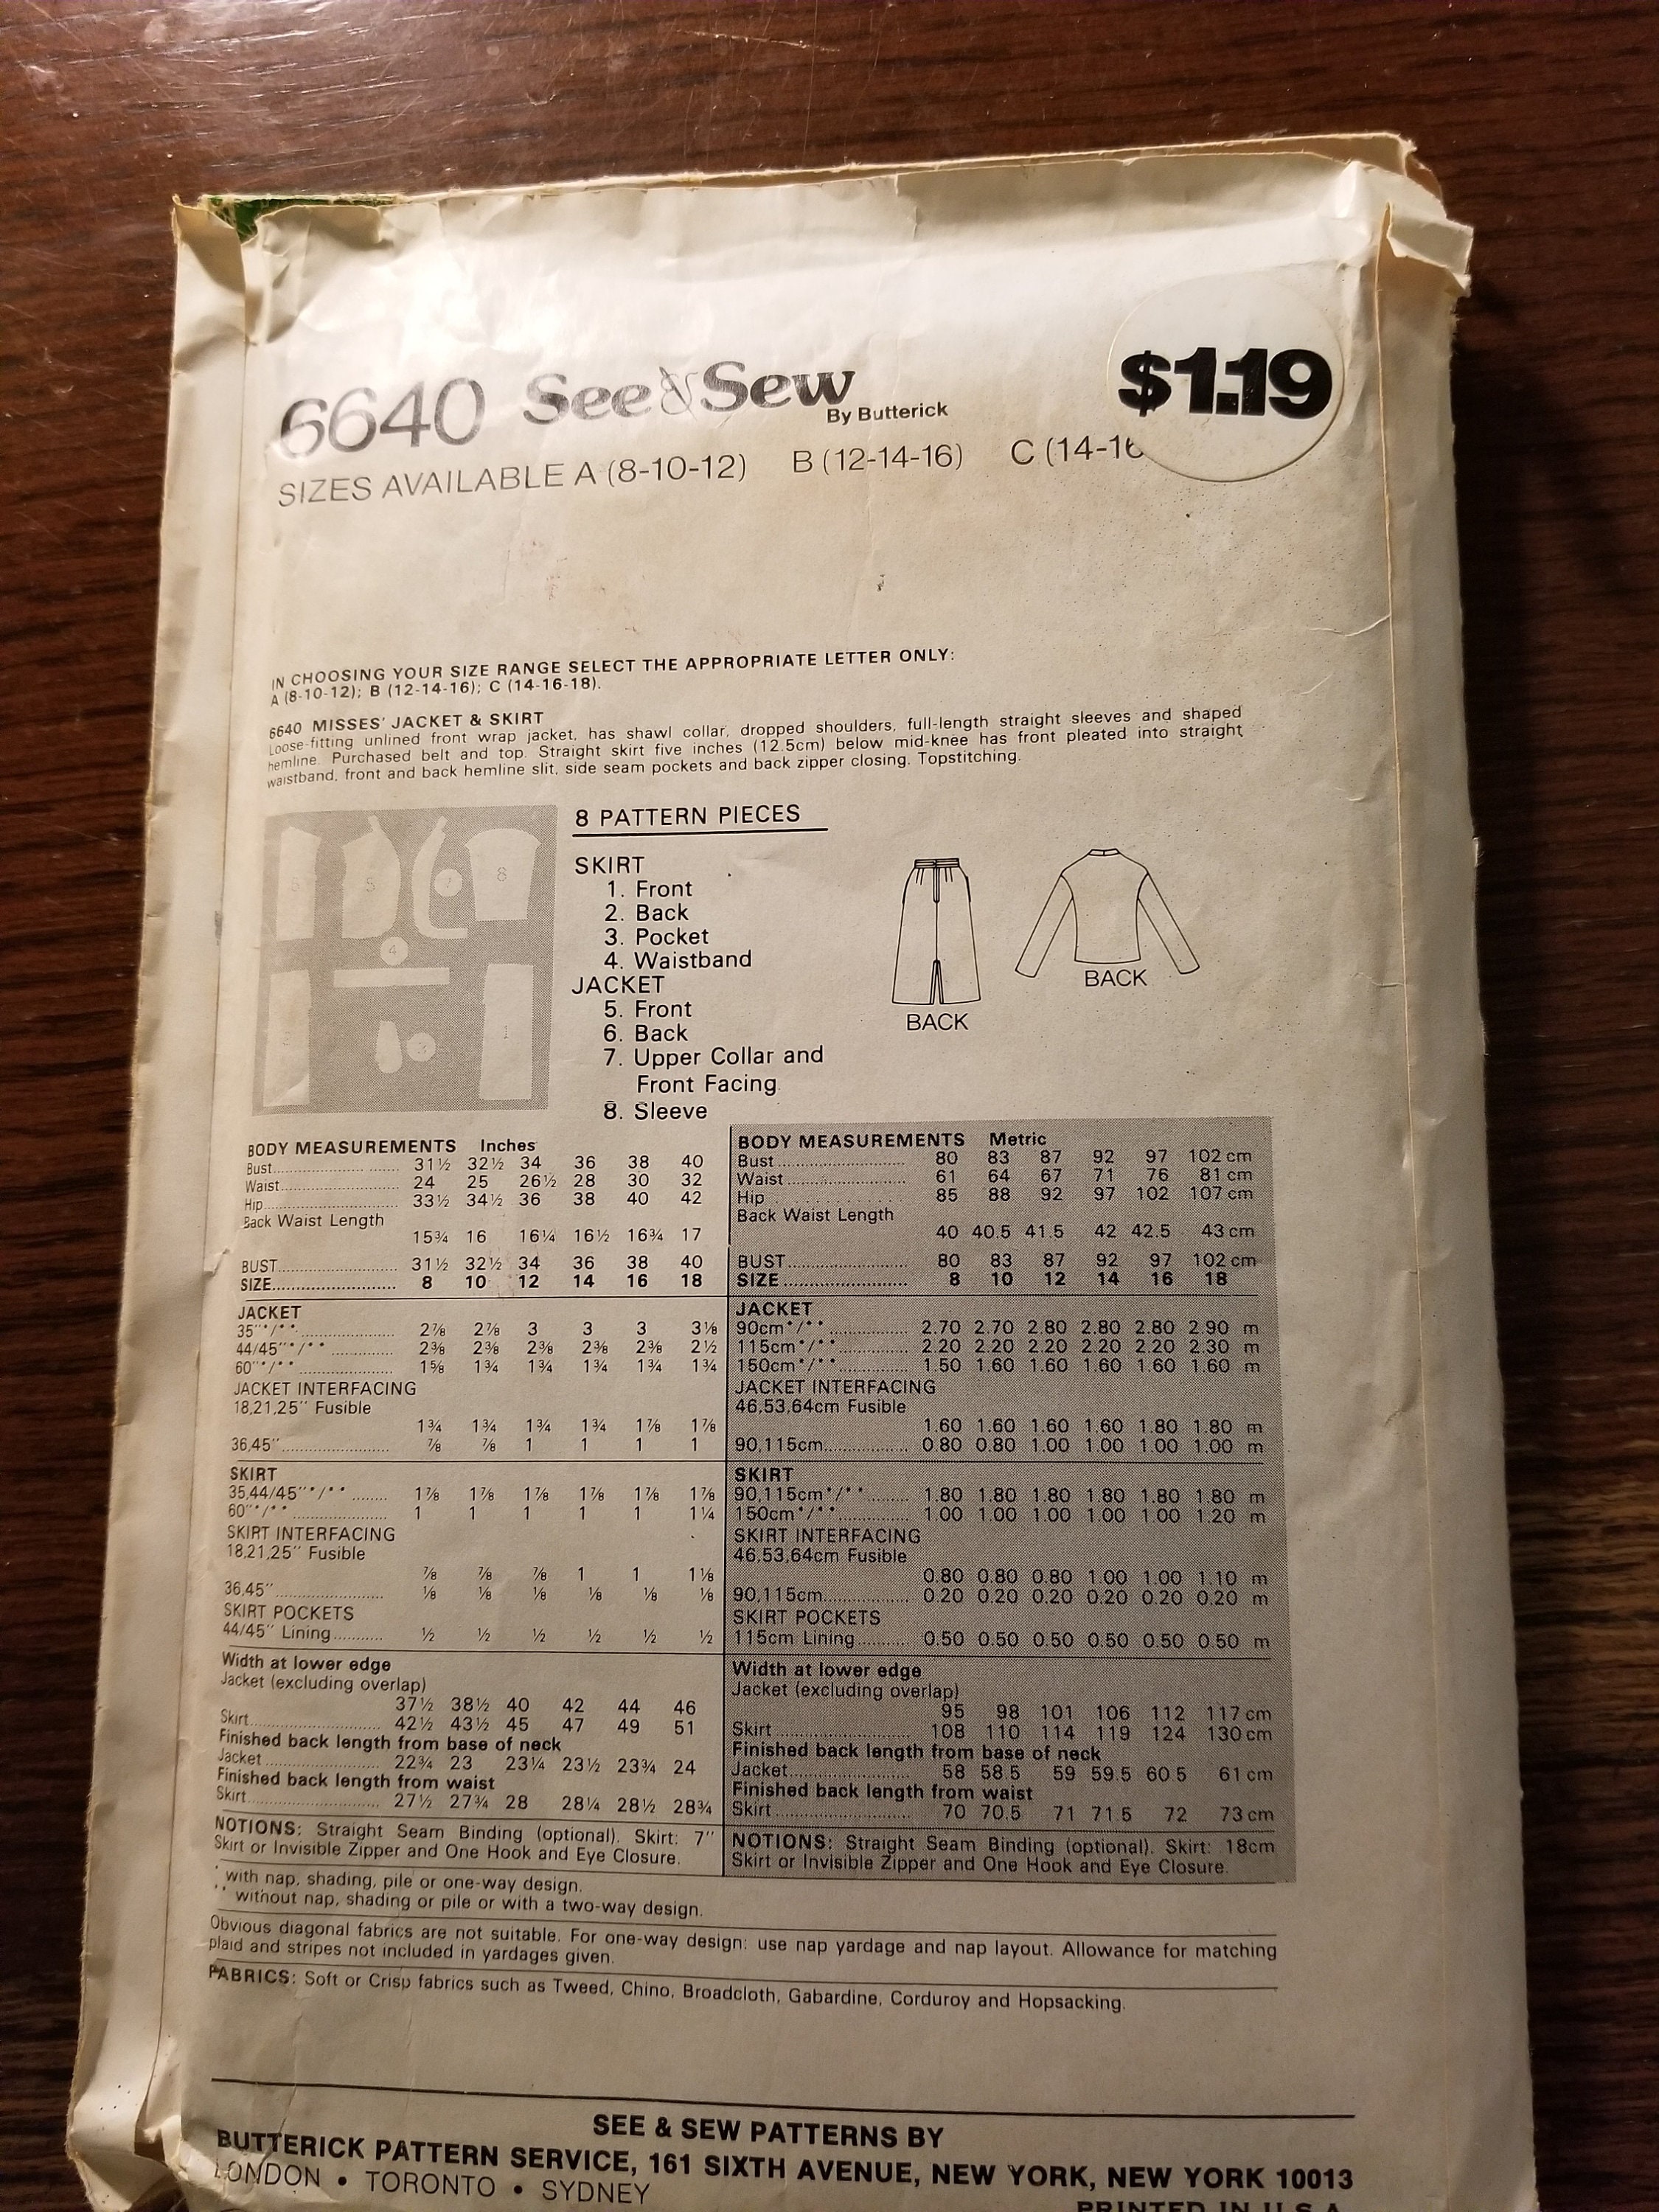 6640 See & Sew
By Butterick
$1.19
SIZES AVAILABLE A (8-10-12) B (12-14-16) C (14-16
IN CHOOSING YOUR SIZE RANGE SELECT THE APPROPRIATE LETTER ONLY:
A (8-10-12); B (12-14-16); C (14-16-18).
6640 MISSES' JACKET & SKIRT
Loose-fitting unlined front wrap jacket, has shawl collar, dropped shoulders, full-length straight sleeves and shaped
hemline. Purchased belt and top. Straight skirt five inches (12.5cm) below mid-knee has front pleated into straight
waistband, front and back hemline slit, side seam pockets and back zipper closing. Topstitching.
8 PATTERN PIECES
SKIRT
1. Front
2. Back
3. Pocket
4. Waistband
JACKET
5. Front
6. Back
7. Upper Collar and
Front Facing
8. Sleeve
5 7 8
4
1
BACK
BACK
BODY MEASUREMENTS Inches
Bust 31½ 32½ 34 36 38 40
Waist 24 25 26½ 28 30 32
Hip 33½ 34½ 36 38 40 42
Back Waist Length
15¾ 16 16¼ 16½ 16¾ 17
BUST 31½ 32½ 34 36 38 40
SIZE 8 10 12 14 16 18
JACKET
35"*/** 2⅞ 2⅞ 3 3 3 3⅛
44/45"*/** 2⅜ 2⅜ 2⅜ 2⅜ 2⅜ 2½
60"*/** 1⅝ 1¾ 1¾ 1¾ 1¾ 1¾
JACKET INTERFACING
18,21,25" Fusible
1¾ 1¾ 1¾ 1¾ 1⅞ 1⅞
36,45" ⅞ ⅞ 1 1 1 1
SKIRT
35,44/45"*/** 1⅞ 1⅞ 1⅞ 1⅞ 1⅞ 1⅞
60"*/** 1 1 1 1 1 1¼
SKIRT INTERFACING
18,21,25" Fusible
⅞ ⅞ ⅞ 1 1 1⅛
36,45" ⅛ ⅛ ⅛ ⅛ ⅛ ⅛
SKIRT POCKETS
44/45" Lining ½ ½ ½ ½ ½ ½
Width at lower edge
Jacket (excluding overlap)
37½ 38½ 40 42 44 46
Skirt 42½ 43½ 45 47 49 51
Finished back length from base of neck
Jacket 22¾ 23 23¼ 23½ 23¾ 24
Finished back length from waist
Skirt 27½ 27¾ 28 28¼ 28½ 28¾
NOTIONS: Straight Seam Binding (optional). Skirt: 7"
Skirt or Invisible Zipper and One Hook and Eye Closure.
BODY MEASUREMENTS Metric
Bust 80 83 87 92 97 102 cm
Waist 61 64 67 71 76 81 cm
Hip 85 88 92 97 102 107 cm
Back Waist Length
40 40.5 41.5 42 42.5 43 cm
BUST 80 83 87 92 97 102 cm
SIZE 8 10 12 14 16 18
JACKET
90cm*/** 2.70 2.70 2.80 2.80 2.80 2.90 m
115cm*/** 2.20 2.20 2.20 2.20 2.20 2.30 m
150cm*/** 1.50 1.60 1.60 1.60 1.60 1.60 m
JACKET INTERFACING
46,53,64cm Fusible
1.60 1.60 1.60 1.60 1.80 1.80 m
90,115cm 0.80 0.80 1.00 1.00 1.00 1.00 m
SKIRT
90,115cm*/** 1.80 1.80 1.80 1.80 1.80 1.80 m
150cm*/** 1.00 1.00 1.00 1.00 1.00 1.20 m
SKIRT INTERFACING
46,53,64cm Fusible
0.80 0.80 0.80 1.00 1.00 1.10 m
90,115cm 0.20 0.20 0.20 0.20 0.20 0.20 m
SKIRT POCKETS
115cm Lining 0.50 0.50 0.50 0.50 0.50 0.50 m
Width at lower edge
Jacket (excluding overlap)
95 98 101 106 112 117 cm
Skirt 108 110 114 119 124 130 cm
Finished back length from base of neck
Jacket 58 58.5 59 59.5 60.5 61 cm
Finished back length from waist
Skirt 70 70.5 71 71.5 72 73 cm
NOTIONS: Straight Seam Binding (optional). Skirt: 18cm
Skirt or Invisible Zipper and One Hook and Eye Closure.
* with nap, shading, pile or one-way design.
** without nap, shading or pile or with a two-way design.
Obvious diagonal fabrics are not suitable. For one-way design: use nap yardage and nap layout. Allowance for matching
plaid and stripes not included in yardages given.
FABRICS: Soft or Crisp fabrics such as Tweed, Chino, Broadcloth, Gabardine, Corduroy and Hopsacking.
SEE & SEW PATTERNS BY
BUTTERICK PATTERN SERVICE, 161 SIXTH AVENUE, NEW YORK, NEW YORK 10013
LONDON • TORONTO • SYDNEY
PRINTED IN U.S.A.